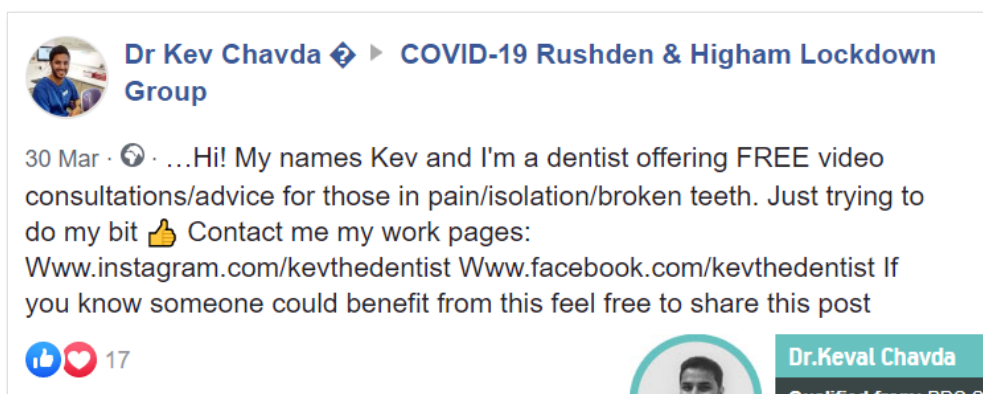 Dr Kev Chavda � ▸ COVID-19 Rushden & Higham Lockdown
Group
30 Mar · …Hi! My names Kev and I'm a dentist offering FREE video
consultations/advice for those in pain/isolation/broken teeth. Just trying to
do my bit 👍 Contact me my work pages:
Www.instagram.com/kevthedentist Www.facebook.com/kevthedentist If
you know someone could benefit from this feel free to share this post
17
Dr.Keval Chavda